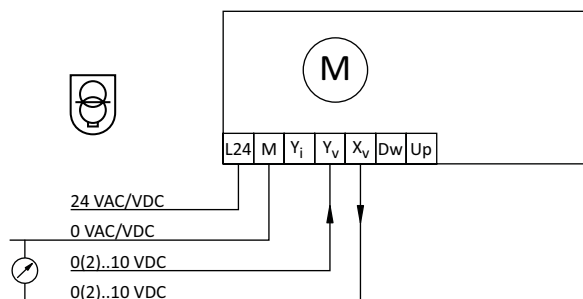 M
L24 M Yi Yv Xv Dw Up
24 VAC/VDC
0 VAC/VDC
0(2)..10 VDC
0(2)..10 VDC